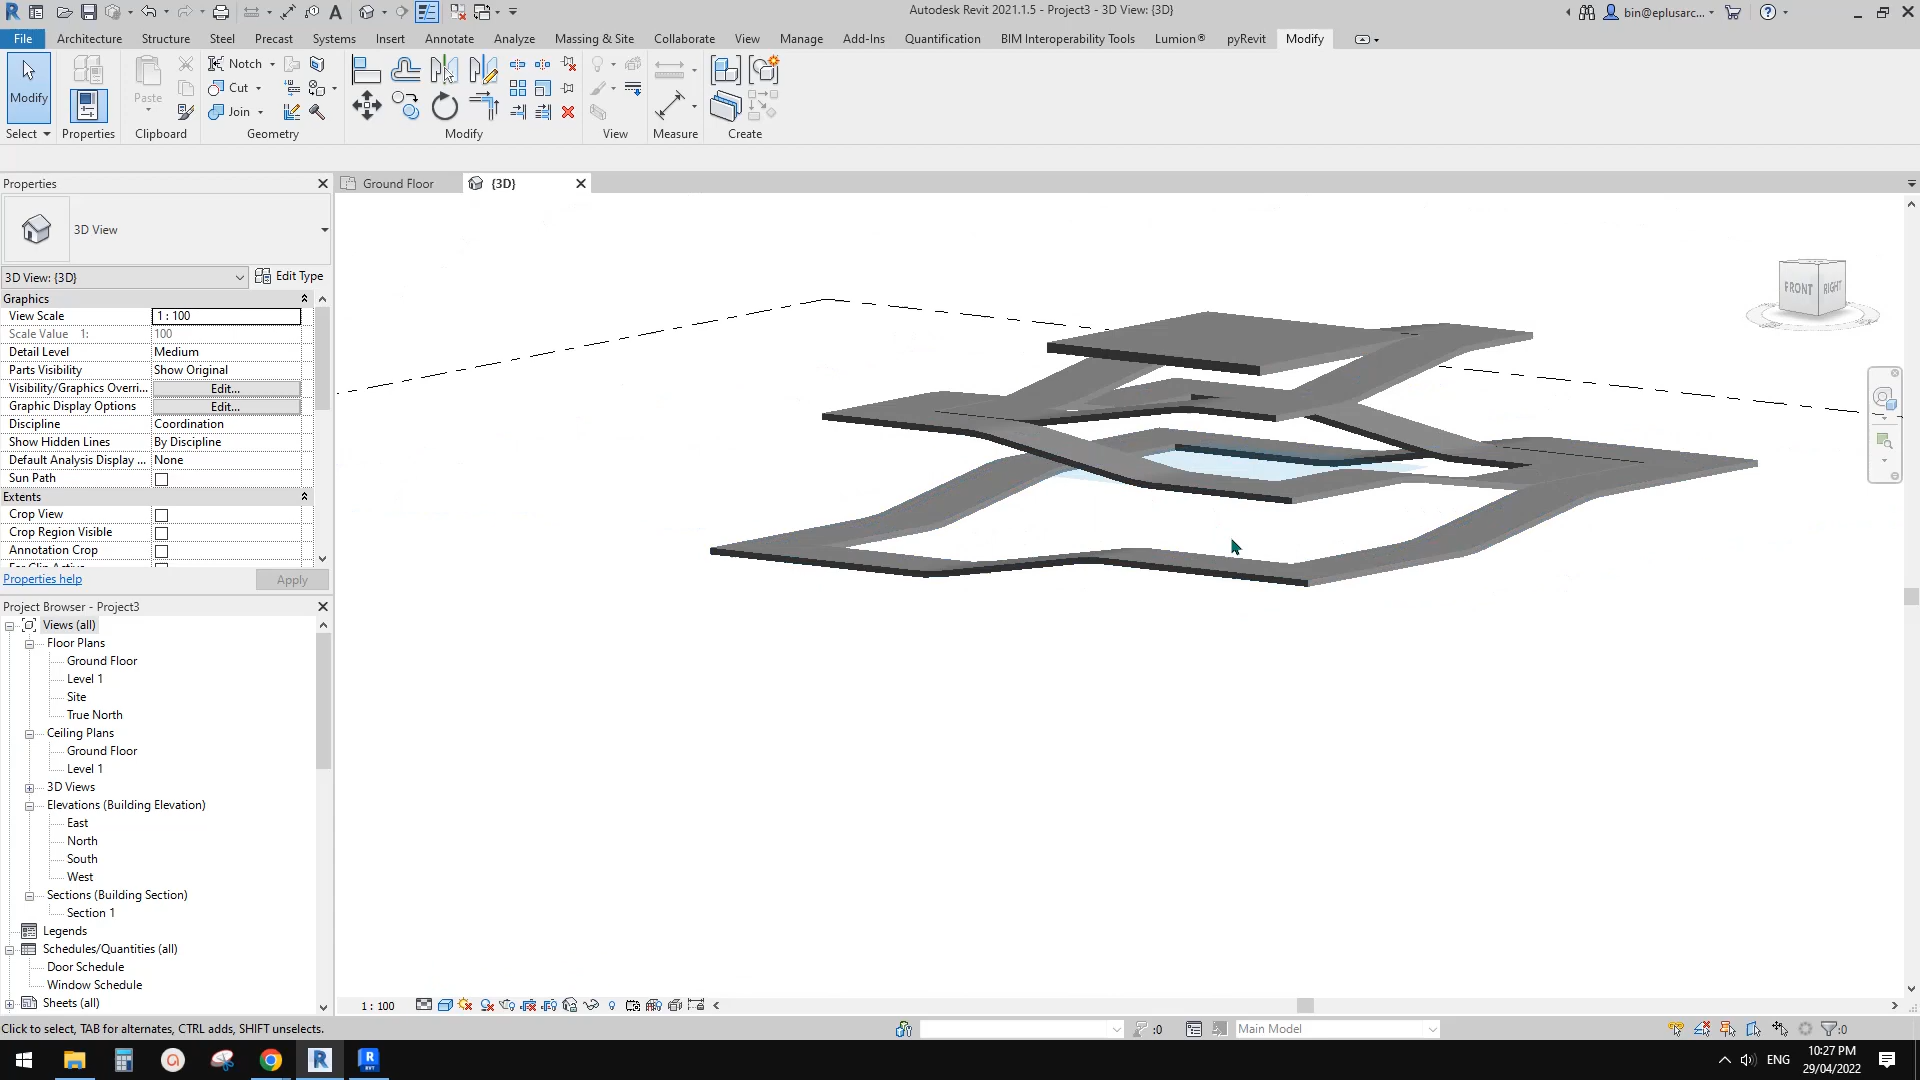 Autodesk Revit 2021.1.5 - Project3 - 3D View: {3D}
bin@eplusarc...
File Architecture Structure Steel Precast Systems Insert Annotate Analyze Massing & Site Collaborate View Manage Add-Ins Quantification BIM Interoperability Tools Lumion® pyRevit Modify
Modify
Paste
Notch
Cut
Join
Select Properties Clipboard Geometry Modify View Measure Create
Properties
Ground Floor
{3D}
3D View
3D View: {3D}
Edit Type
Graphics
View Scale 1 : 100
Scale Value 1: 100
Detail Level Medium
Parts Visibility Show Original
Visibility/Graphics Overri... Edit...
Graphic Display Options Edit...
Discipline Coordination
Show Hidden Lines By Discipline
Default Analysis Display ... None
Sun Path
Extents
Crop View
Crop Region Visible
Annotation Crop
Properties help
Apply
FRONT RIGHT
Project Browser - Project3
Views (all)
Floor Plans
Ground Floor
Level 1
Site
True North
Ceiling Plans
Ground Floor
Level 1
3D Views
Elevations (Building Elevation)
East
North
South
West
Sections (Building Section)
Section 1
Legends
Schedules/Quantities (all)
Door Schedule
Window Schedule
Sheets (all)
1 : 100
Click to select, TAB for alternates, CTRL adds, SHIFT unselects.
:0
Main Model
:0
ENG
10:27 PM
29/04/2022